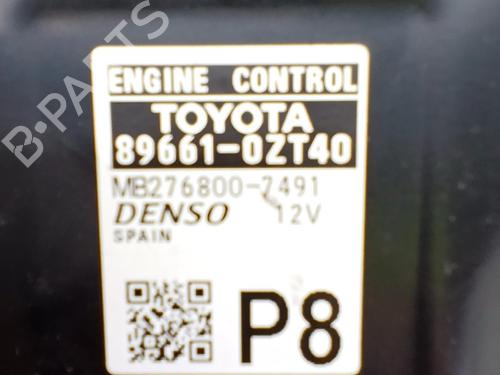 B-PARTS
ENGINE CONTROL
TOYOTA
89661-0ZT40
MB276800-7491
DENSO 12V
SPAIN
P8